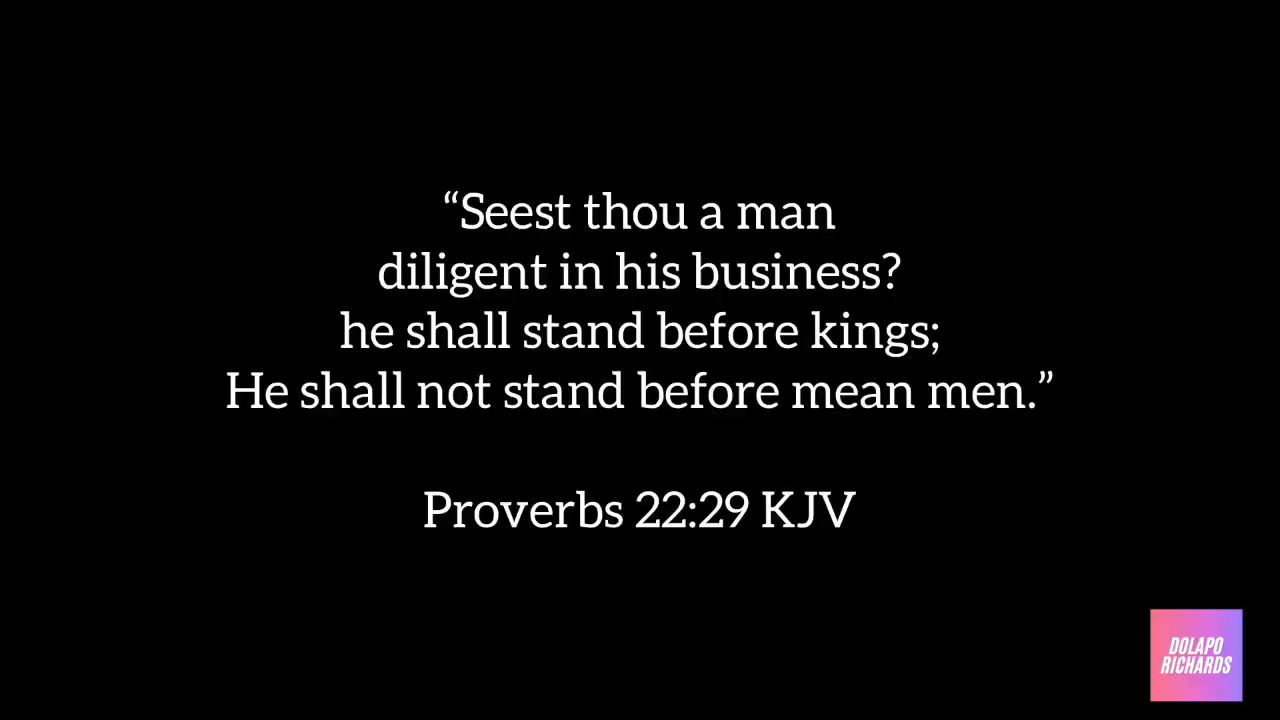 “Seest thou a man
diligent in his business?
he shall stand before kings;
He shall not stand before mean men.”
Proverbs 22:29 KJV
DOLAPO
RICHARDS